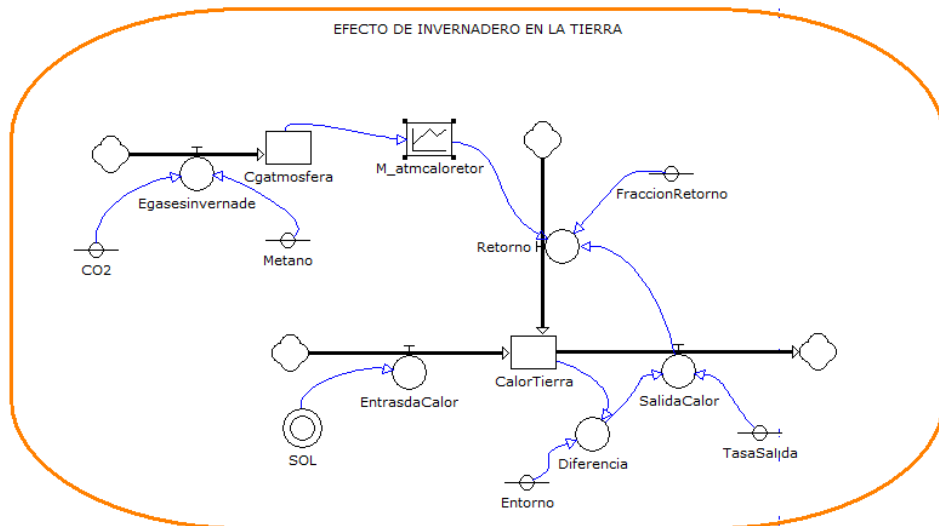 EFECTO DE INVERNADERO EN LA TIERRA
Cgatmosfera
M_atmcaloretor
Egasesinvernade
FraccionRetorno
CO2
Metano
Retorno H
EntrasdaCalor
CalorTierra
SalidaCalor
SOL
Diferencia
TasaSalida
Entorno